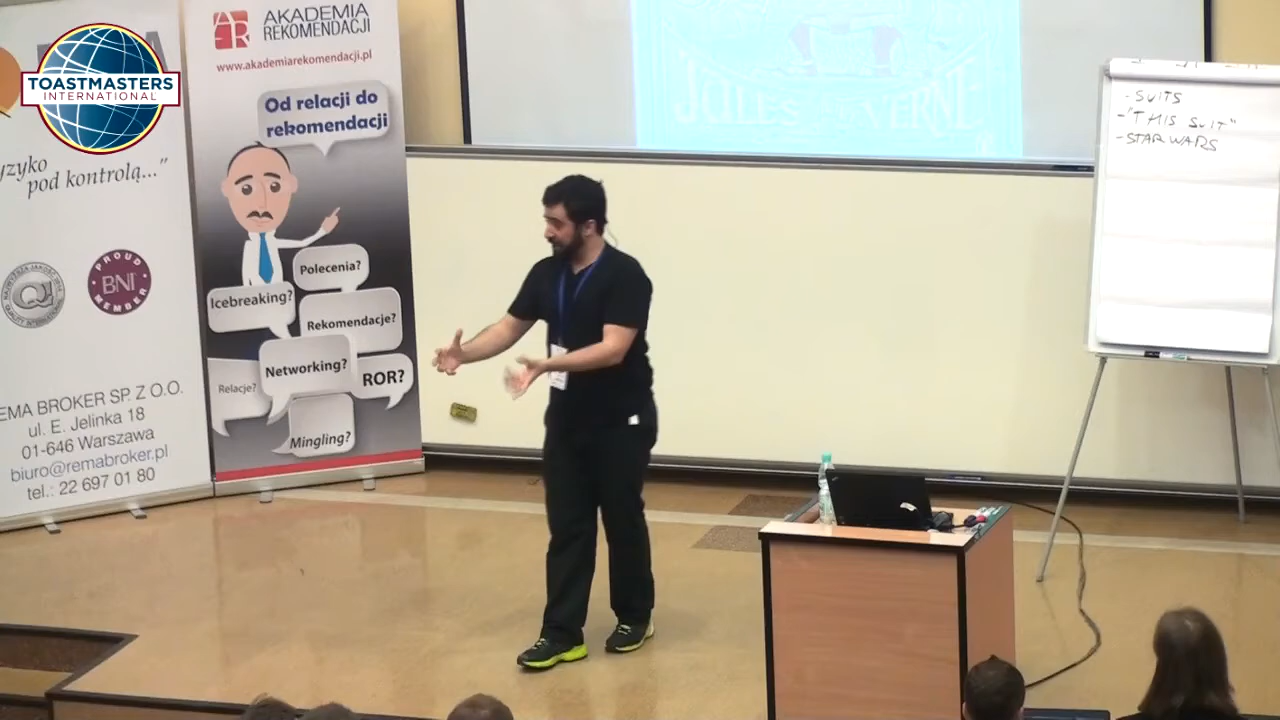 TOASTMASTERS
INTERNATIONAL
pod kontrolą..."
PROUD
BNI
MEMBER
EMA BROKER SP. Z O.O.
ul. E. Jelinka 18
01-646 Warszawa
biuro@remabroker.pl
tel.: 22 697 01 80
AR
AKADEMIA
REKOMENDACJI
www.akademiarekomendacji.pl
Od relacji do
rekomendacji
Polecenia?
Icebreaking?
Rekomendacje?
Networking?
Relacje?
ROR?
Mingling?
JULES VERNE
- SUITS
- "THIS SUIT"
- STAR WARS